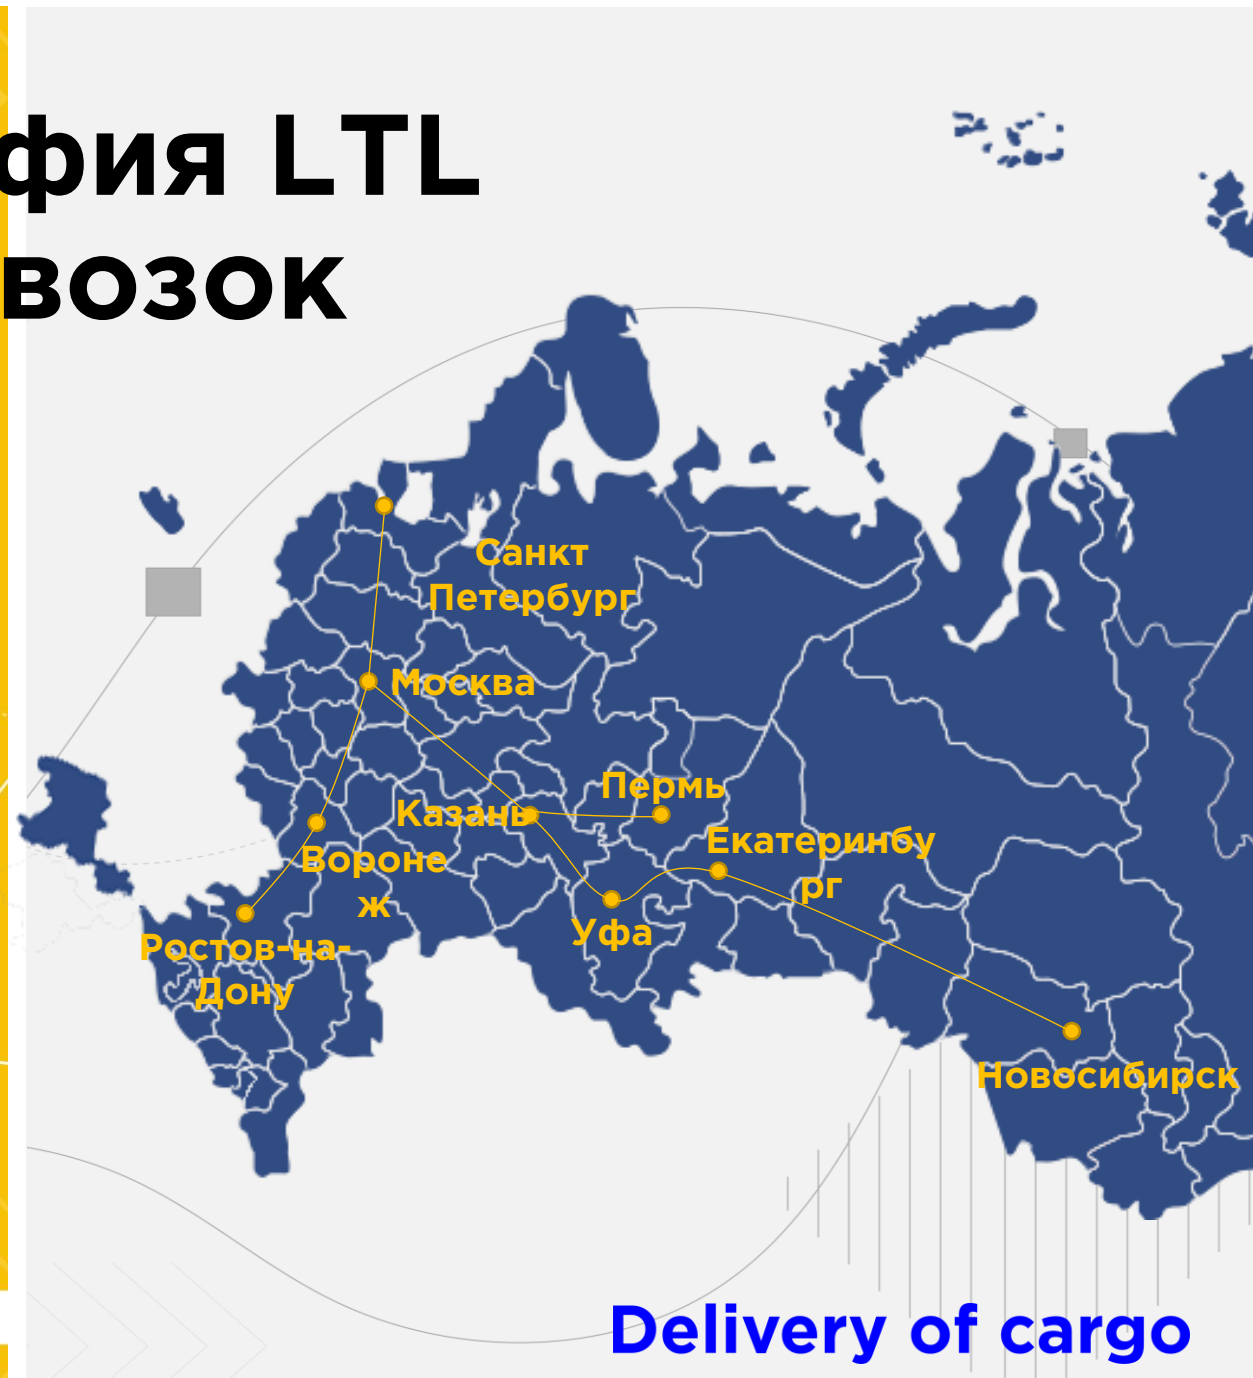 фия LTL
возок
Санкт
Петербург
Москва
Пермь
Казань
Екатеринбу
рг
Вороне
ж
Уфа
Ростов-на-
Дону
Новосибирск
Delivery of cargo